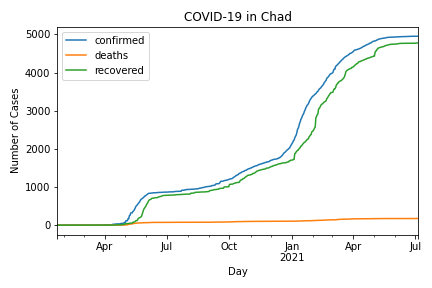 COVID-19 in Chad
confirmed
deaths
recovered
Number of Cases
5000
4000
3000
2000
1000
0
Apr
Jul
Oct
Jan
2021
Apr
Jul
Day